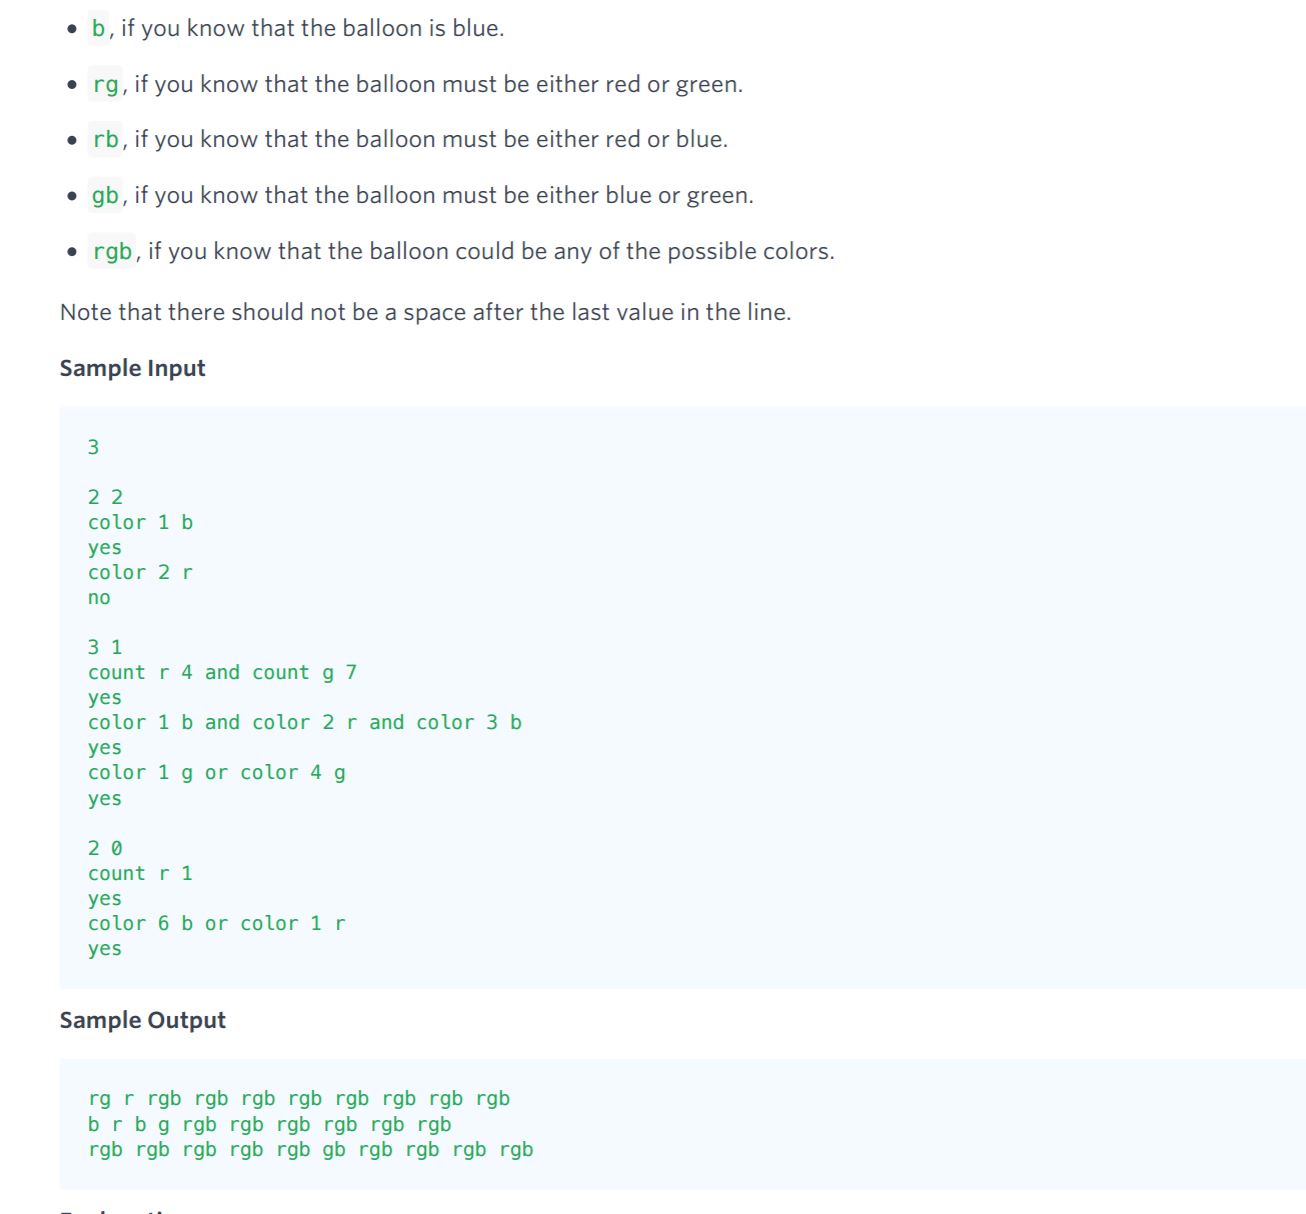 b, if you know that the balloon is blue.
rg, if you know that the balloon must be either red or green.
rb, if you know that the balloon must be either red or blue.
gb, if you know that the balloon must be either blue or green.
rgb, if you know that the balloon could be any of the possible colors.
Note that there should not be a space after the last value in the line.
Sample Input
3
2 2
color 1 b
yes
color 2 r
no
3 1
count r 4 and count g 7
yes
color 1 b and color 2 r and color 3 b
yes
color 1 g or color 4 g
yes
2 0
count r 1
yes
color 6 b or color 1 r
yes
Sample Output
rg r rgb rgb rgb rgb rgb rgb rgb rgb
b r b g rgb rgb rgb rgb rgb rgb
rgb rgb rgb rgb rgb gb rgb rgb rgb rgb